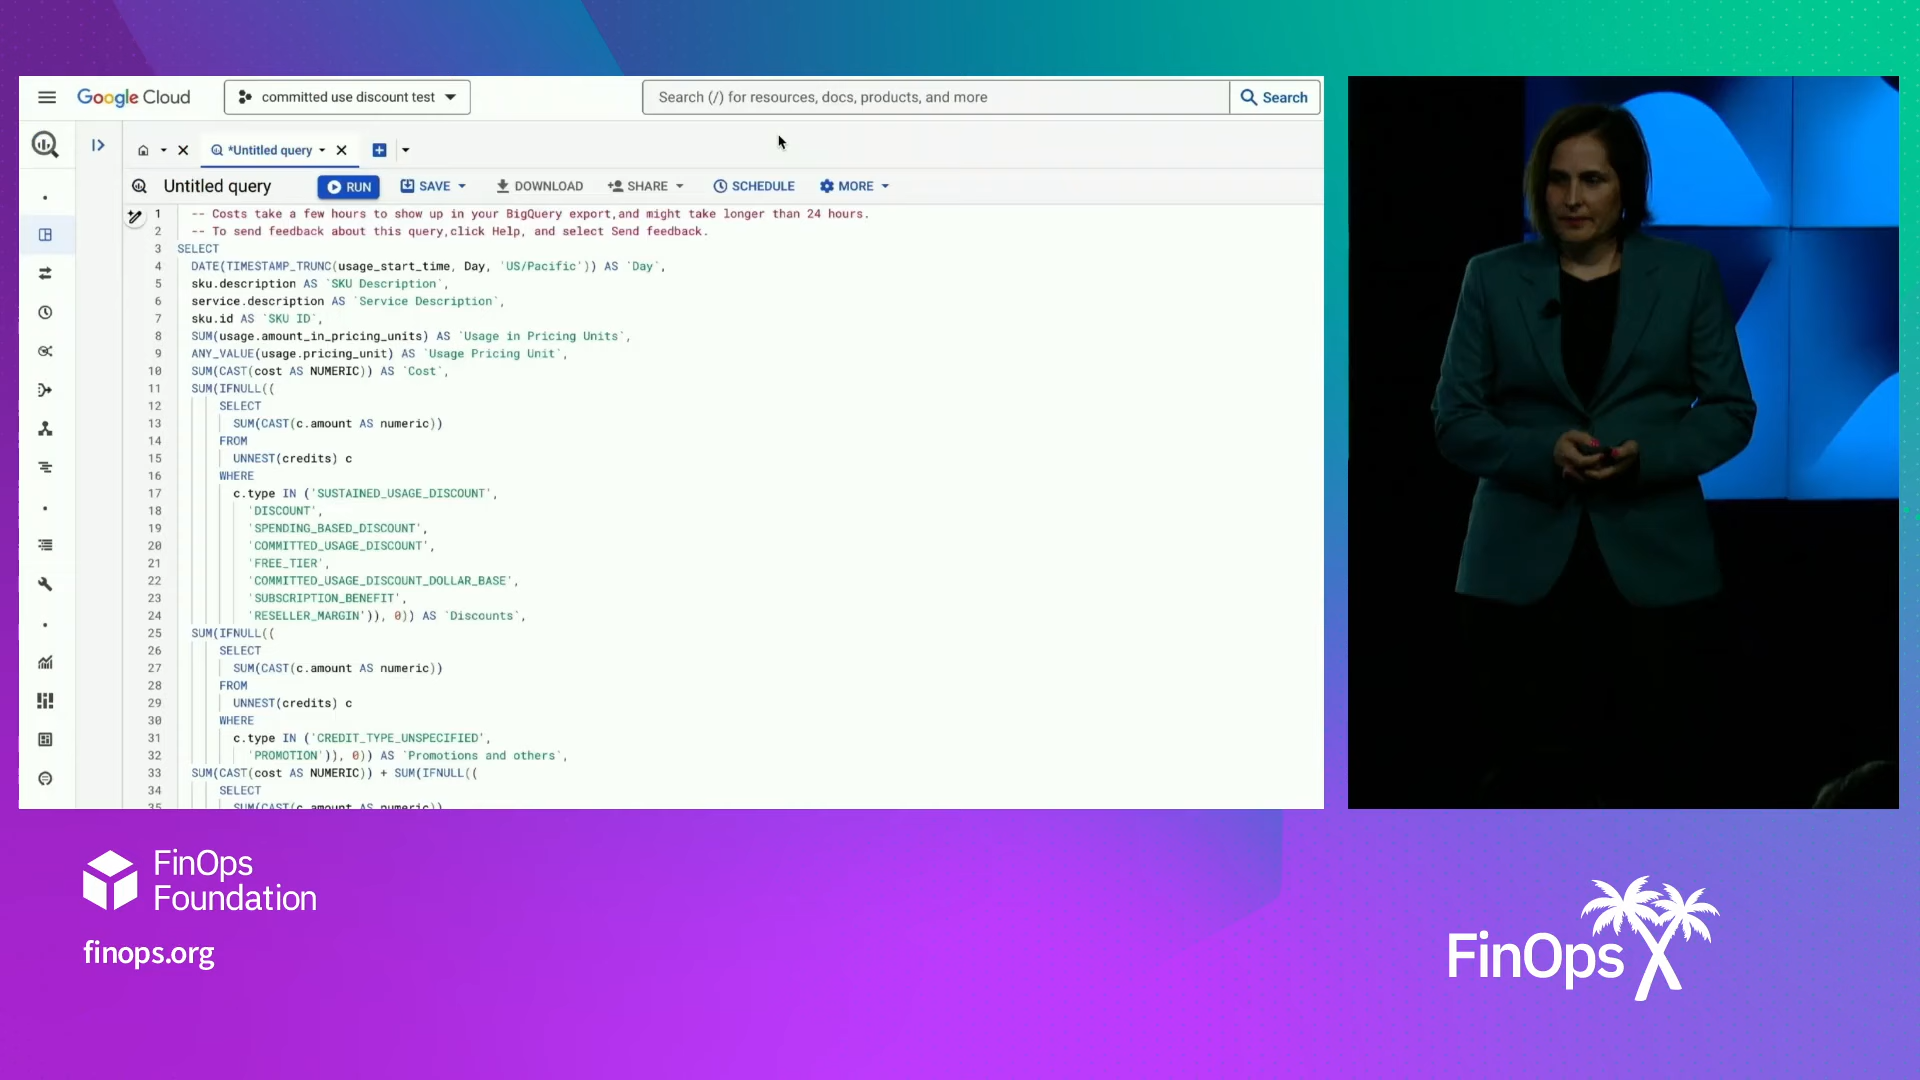 Google Cloud
committed use discount test
Search (/) for resources, docs, products, and more
Search
*Untitled query
Untitled query
RUN
SAVE
DOWNLOAD
SHARE
SCHEDULE
MORE
1 -- Costs take a few hours to show up in your BigQuery export,and might take longer than 24 hours.
2 -- To send feedback about this query,click Help, and select Send feedback.
3 SELECT
4 DATE(TIMESTAMP_TRUNC(usage_start_time, Day, 'US/Pacific')) AS `Day`,
5 sku.description AS `SKU Description`,
6 service.description AS `Service Description`,
7 sku.id AS `SKU ID`,
8 SUM(usage.amount_in_pricing_units) AS `Usage in Pricing Units`,
9 ANY_VALUE(usage.pricing_unit) AS `Usage Pricing Unit`,
10 SUM(CAST(cost AS NUMERIC)) AS `Cost`,
11 SUM(IFNULL((
12 SELECT
13 SUM(CAST(c.amount AS numeric))
14 FROM
15 UNNEST(credits) c
16 WHERE
17 c.type IN ('SUSTAINED_USAGE_DISCOUNT',
18 'DISCOUNT',
19 'SPENDING_BASED_DISCOUNT',
20 'COMMITTED_USAGE_DISCOUNT',
21 'FREE_TIER',
22 'COMMITTED_USAGE_DISCOUNT_DOLLAR_BASE',
23 'SUBSCRIPTION_BENEFIT',
24 'RESELLER_MARGIN')), 0)) AS `Discounts`,
25 SUM(IFNULL((
26 SELECT
27 SUM(CAST(c.amount AS numeric))
28 FROM
29 UNNEST(credits) c
30 WHERE
31 c.type IN ('CREDIT_TYPE_UNSPECIFIED',
32 'PROMOTION')), 0)) AS `Promotions and others`,
33 SUM(CAST(cost AS NUMERIC)) + SUM(IFNULL((
34 SELECT
35 SUM(CAST(c.amount AS numeric))
FinOps
Foundation
finops.org
FinOps X